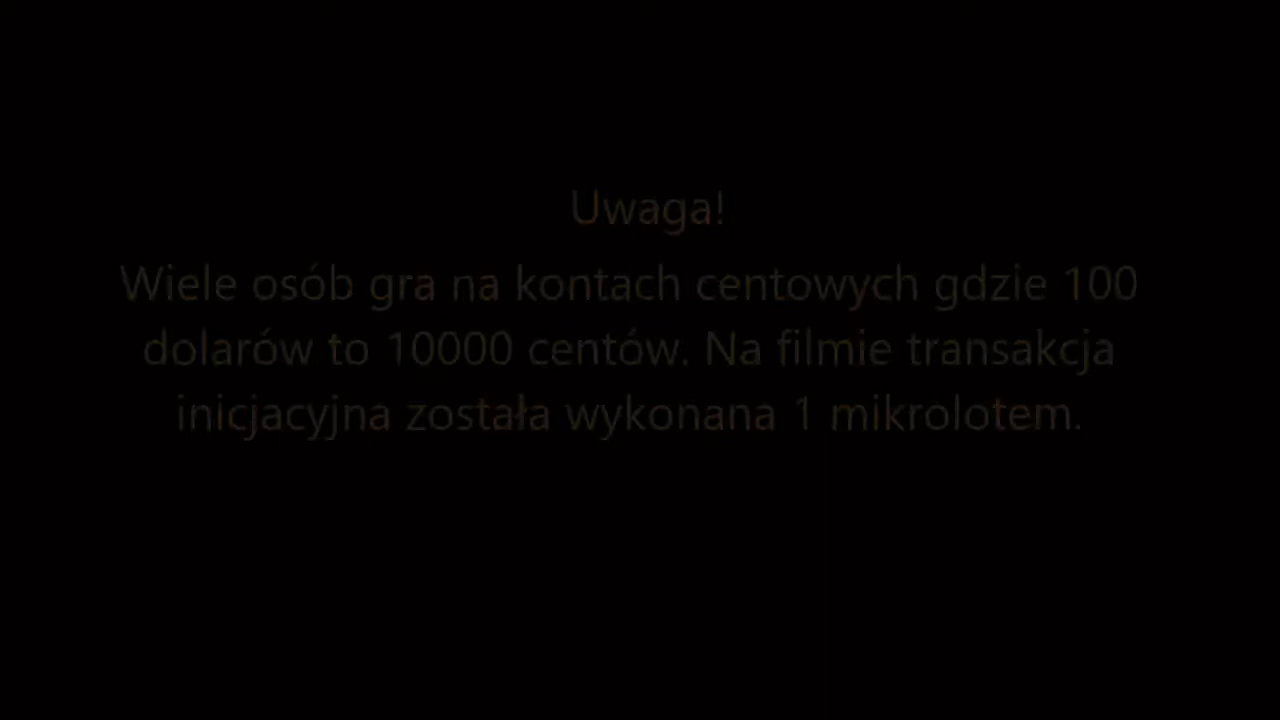 Uwaga!
Wiele osób gra na kontach centowych gdzie 100
dolarów to 10000 centów. Na filmie transakcja
inicjacyjna została wykonana 1 mikrolotem.